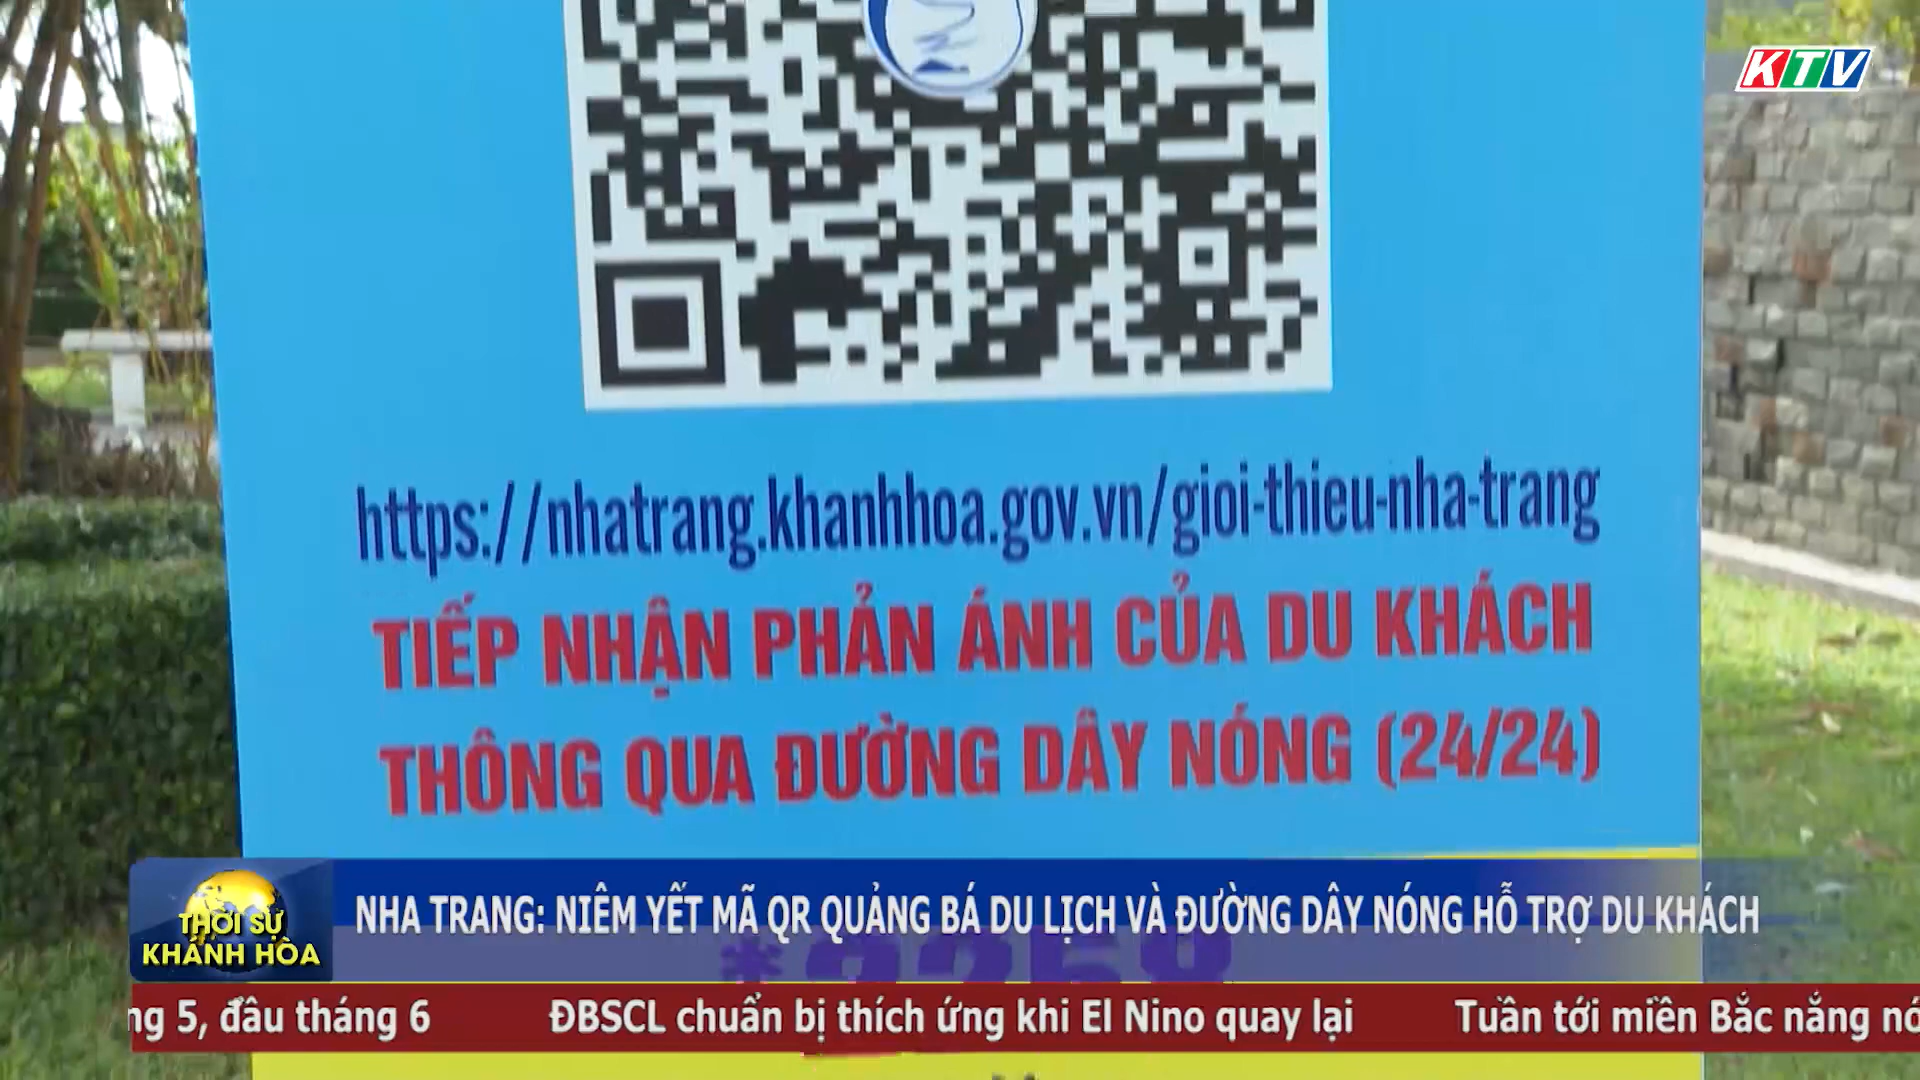 KTV
https://nhatrang.khanhhoa.gov.vn/gioi-thieu-nha-trang
TIẾP NHẬN PHẢN ÁNH CỦA DU KHÁCH
THÔNG QUA ĐƯỜNG DÂY NÓNG (24/24)
THỜI SỰ
KHÁNH HÒA
NHA TRANG: NIÊM YẾT MÃ QR QUẢNG BÁ DU LỊCH VÀ ĐƯỜNG DÂY NÓNG HỖ TRỢ DU KHÁCH
ng 5, đầu tháng 6 ĐBSCL chuẩn bị thích ứng khi El Nino quay lại Tuần tới miền Bắc nắng nó